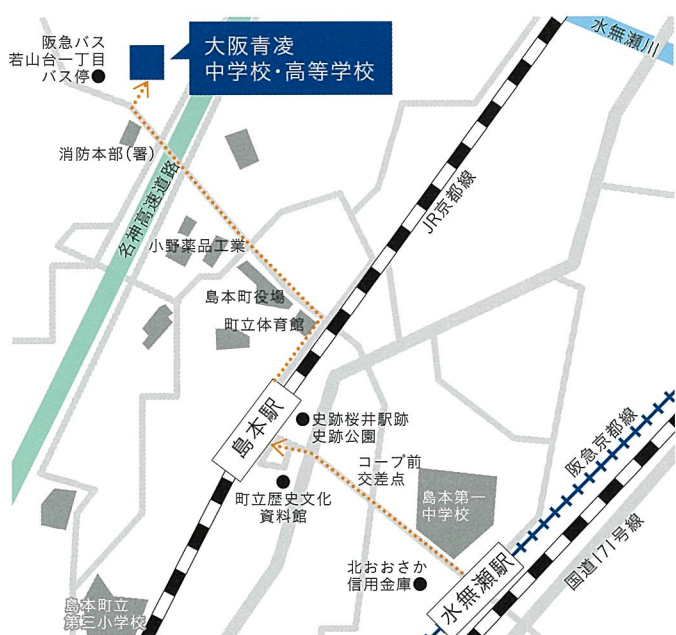 阪急バス
若山台一丁目
バス停●
大阪青凌
中学校・高等学校
水無瀬川
消防本部(署)
名神高速道路
JR京都線
小野薬品工業
島本町役場
町立体育館
島本駅
●史跡桜井駅跡
史跡公園
コープ前
交差点
町立歴史文化
資料館
島本第一
中学校
阪急京都線
国道171号線
北おおさか
信用金庫●
水無瀬駅
島本町立
第三小学校